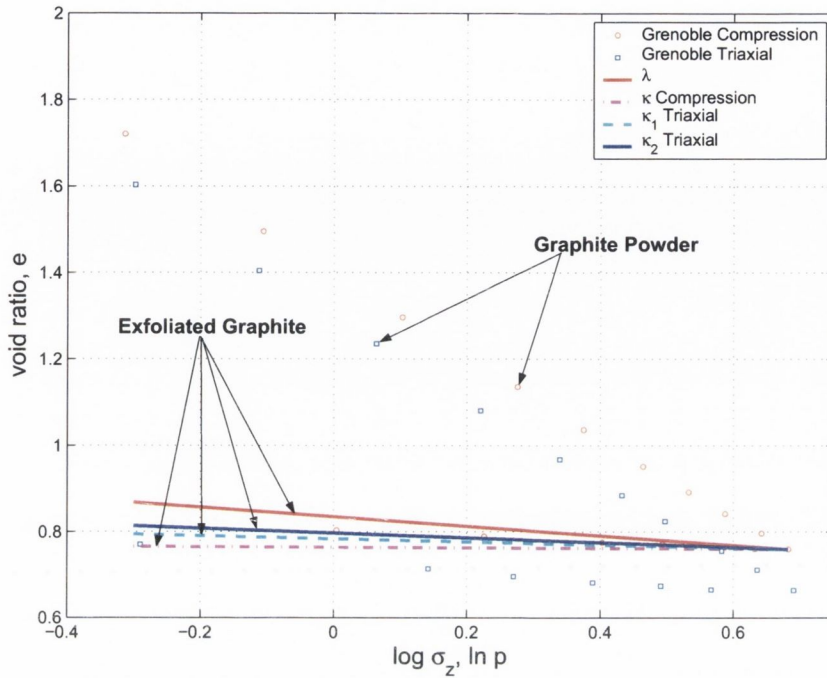 2
1.8
1.6
1.4
1.2
1
0.8
0.6
−0.4
−0.2
0
0.2
0.4
0.6
void ratio, e
log σz, ln p
Grenoble Compression
Grenoble Triaxial
λ
κ Compression
κ1 Triaxial
κ2 Triaxial
Graphite Powder
Exfoliated Graphite